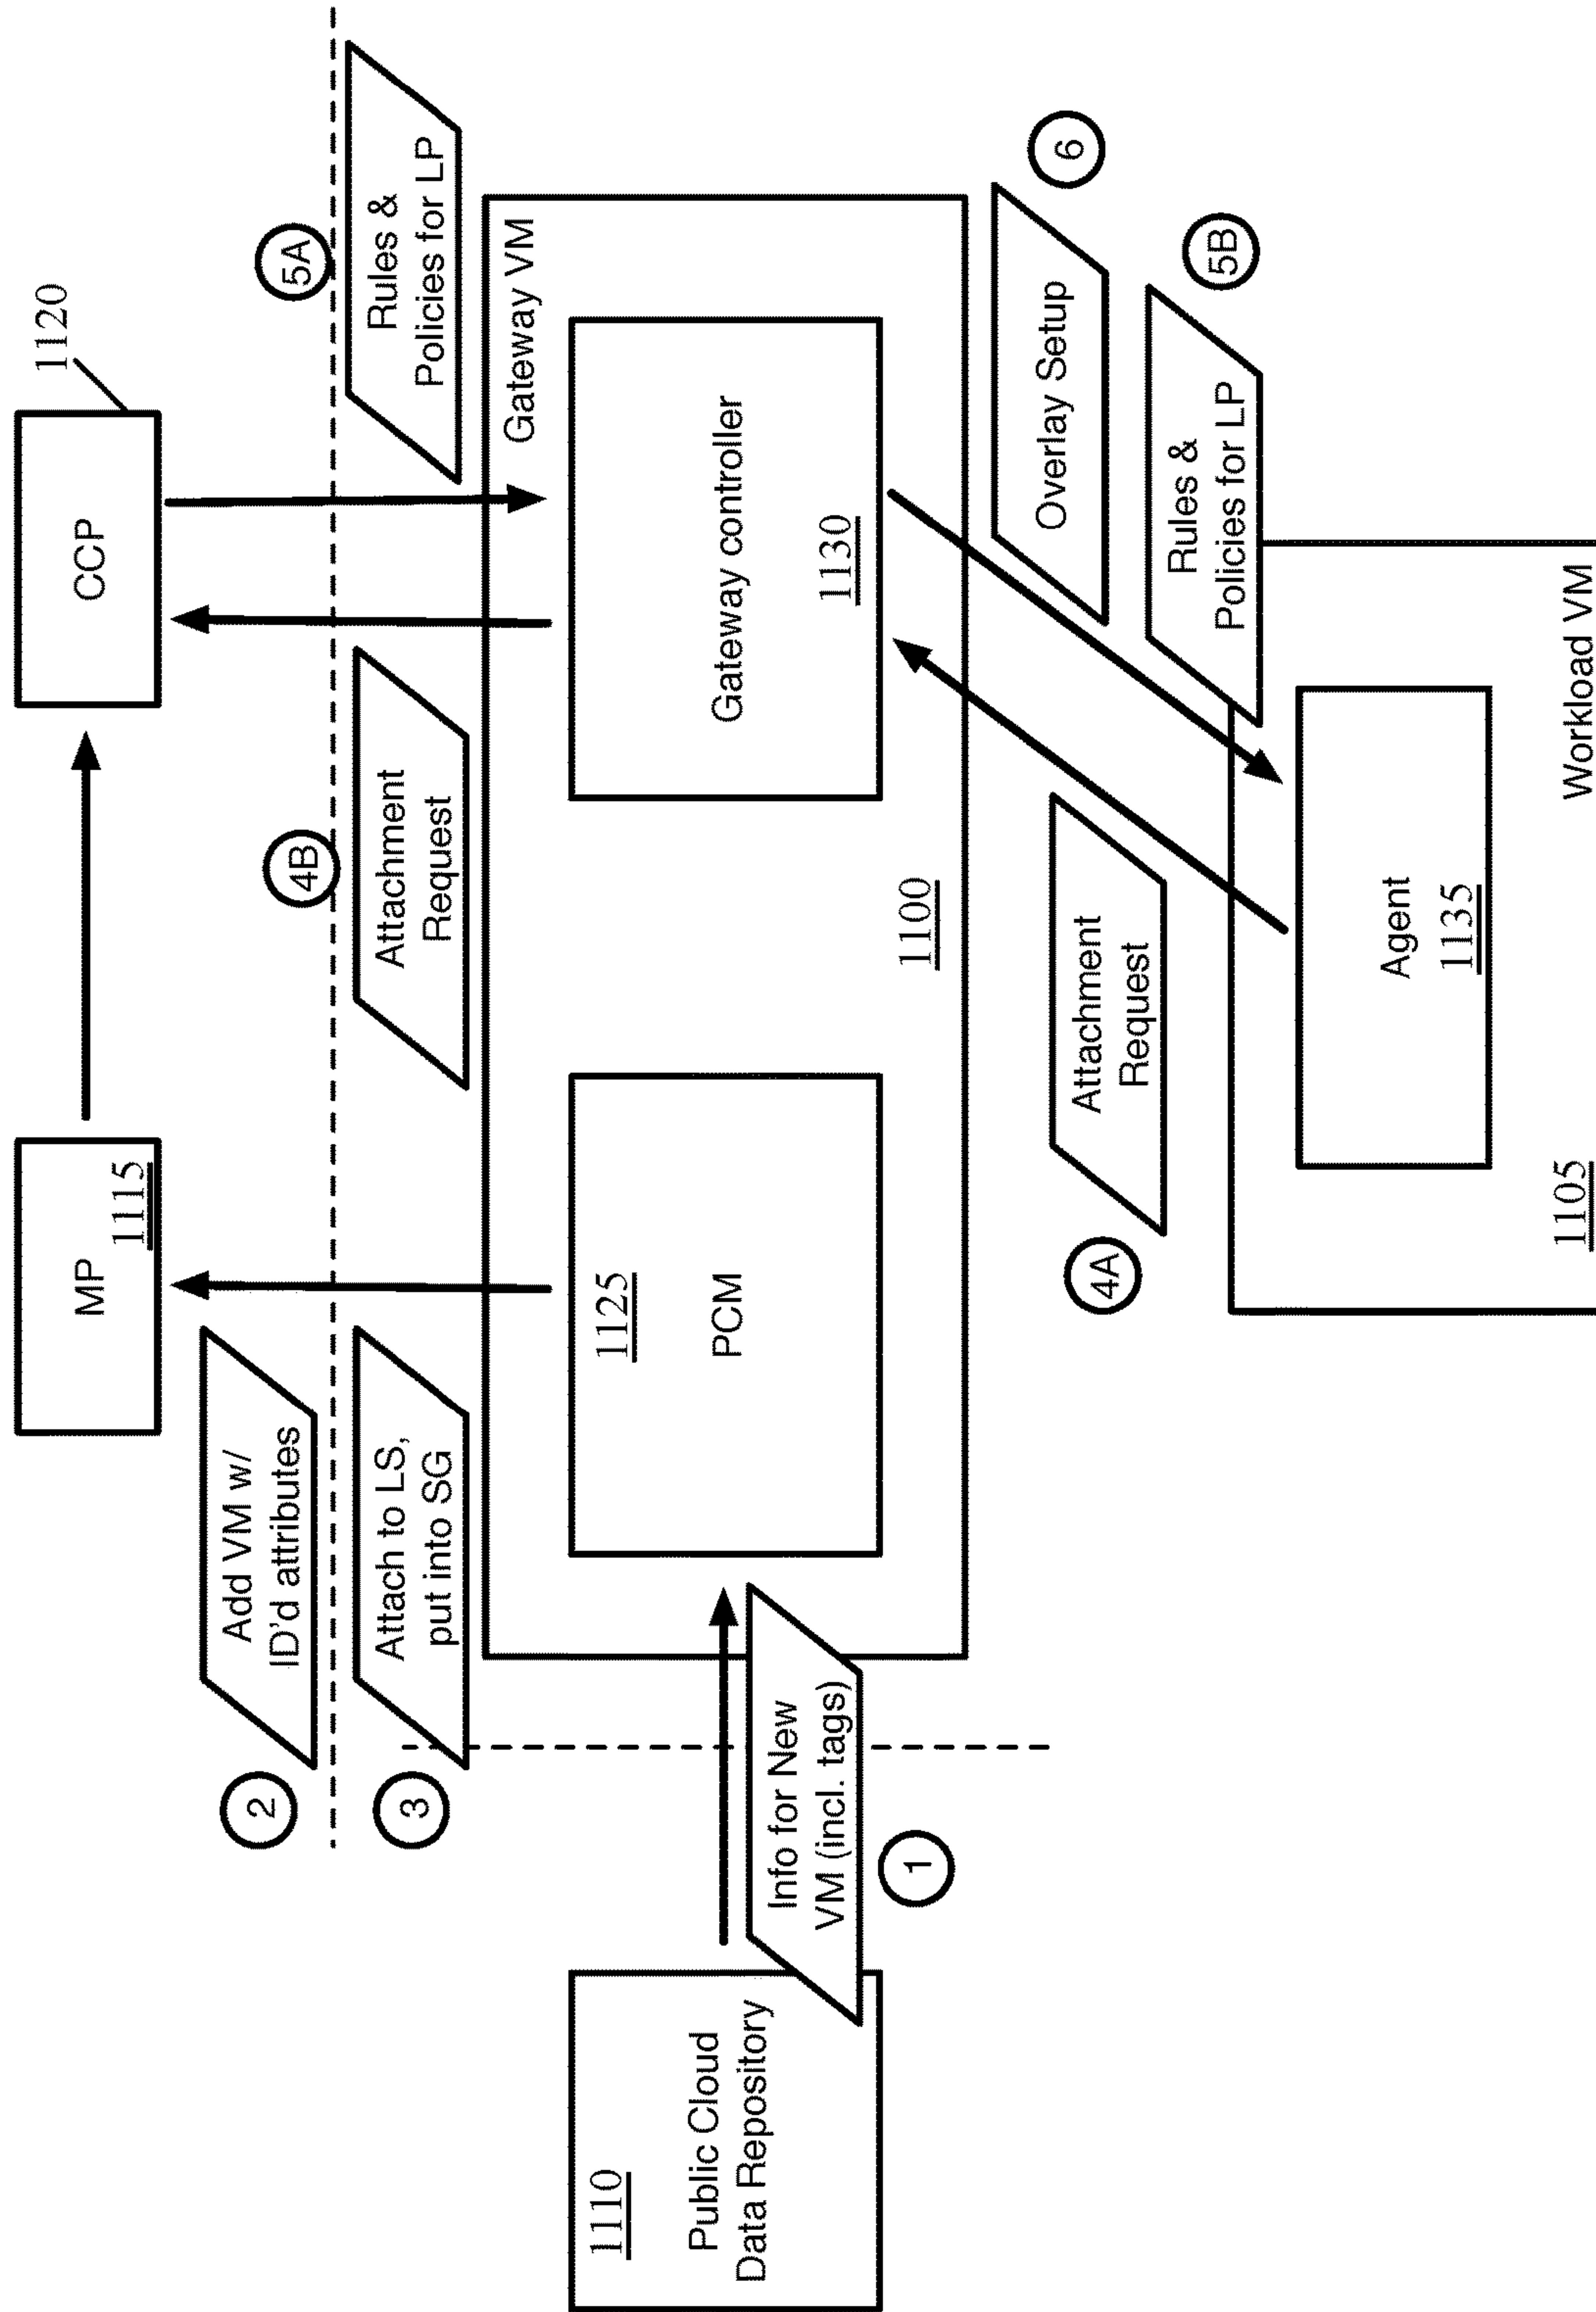 MP
1115
CCP
1120
2
Add VM w/
ID'd attributes
3
Attach to LS,
put into SG
4B
Attachment
Request
5A
Rules &
Policies for LP
Gateway VM
1110
Public Cloud
Data Repository
Info for New
VM (incl. tags)
1
1125
PCM
Gateway controller
1130
1100
4A
Attachment
Request
Overlay Setup
6
Rules &
Policies for LP
5B
Agent
1135
1105
Workload VM